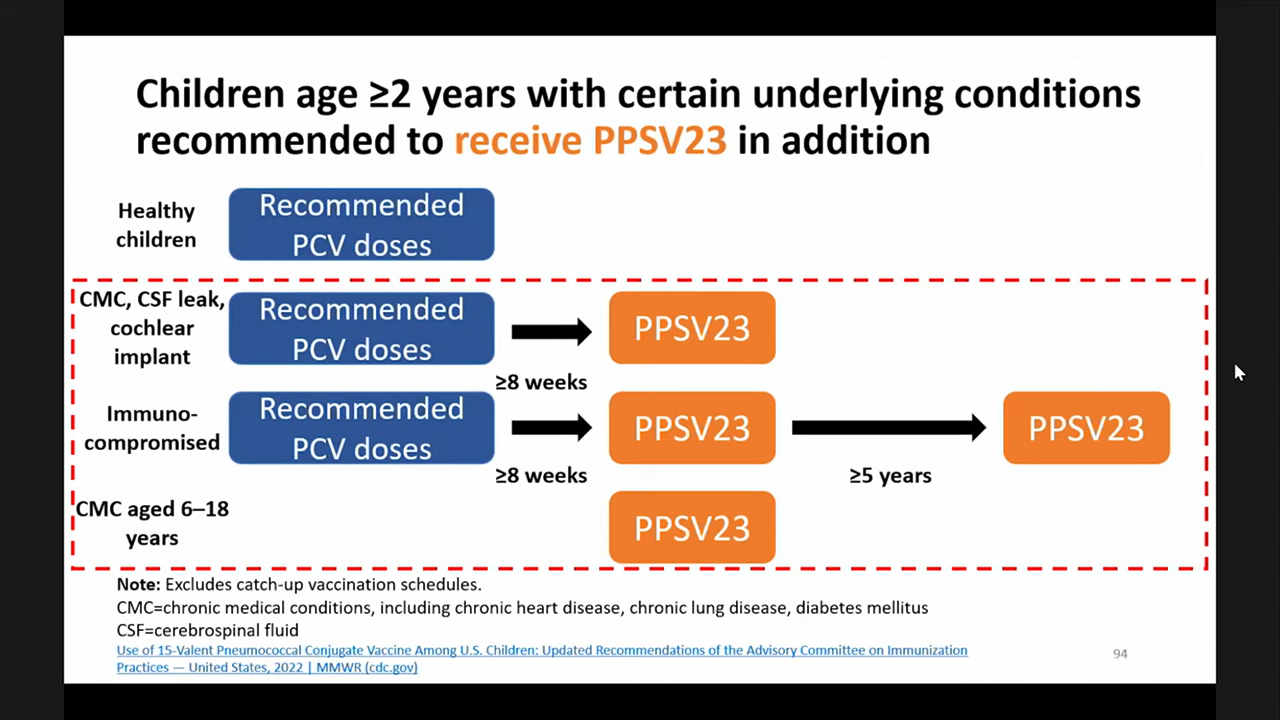 Children age ≥2 years with certain underlying conditions
recommended to receive PPSV23 in addition
Healthy
children
Recommended
PCV doses
CMC, CSF leak,
cochlear
implant
Recommended
PCV doses
≥8 weeks
PPSV23
Immuno-
compromised
Recommended
PCV doses
≥8 weeks
PPSV23
≥5 years
PPSV23
CMC aged 6–18
years
PPSV23
Note: Excludes catch-up vaccination schedules.
CMC=chronic medical conditions, including chronic heart disease, chronic lung disease, diabetes mellitus
CSF=cerebrospinal fluid
Use of 15-Valent Pneumococcal Conjugate Vaccine Among U.S. Children: Updated Recommendations of the Advisory Committee on Immunization
Practices — United States, 2022 | MMWR (cdc.gov)
94